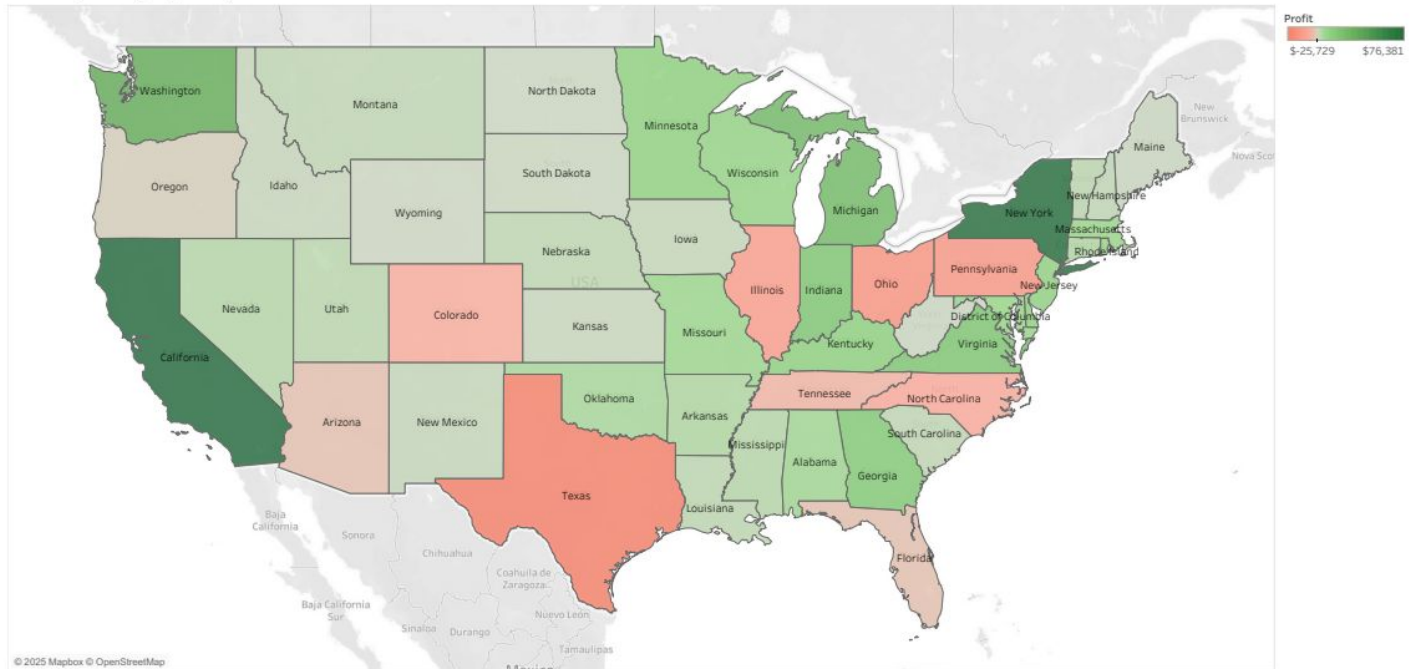 Profit
$-25,729 $76,381
Washington
Montana
North Dakota
Minnesota
Maine
New Brunswick
Nova Sco
Oregon
Idaho
South Dakota
Wisconsin
Michigan
New York
New Hampshire
Massachusetts
Rhode Island
Wyoming
Iowa
Nebraska
USA
Nevada
Utah
Colorado
Kansas
Illinois
Indiana
Ohio
Pennsylvania
New Jersey
District of Columbia
California
Missouri
Kentucky
Virginia
Arizona
New Mexico
Oklahoma
Arkansas
Tennessee
North Carolina
South Carolina
Mississippi
Alabama
Georgia
Texas
Louisiana
Florida
Baja
California
Sonora
Chihuahua
Coahuila de
Zaragoza
Baja California
Sur
Sinaloa
Durango
Nuevo León
Tamaulipas
© 2025 Mapbox © OpenStreetMap